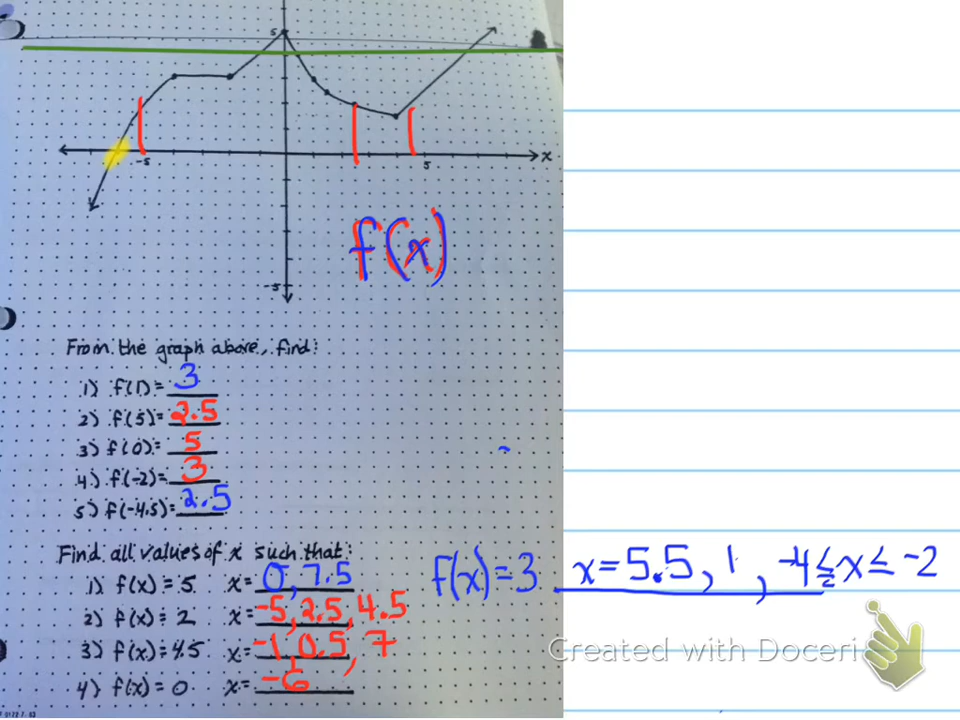 5
x
-5
5
f(x)
-5
From the graph above, find:
1) f(1)= 3
2) f(5)= 2.5
3) f(0)= 5
4) f(-2)= 3
5) f(-4.5)= 2.5
Find all values of x such that:
1) f(x)=5 x= 0, 7.5
f(x)=3 x=5.5, 1, -4≤x≤-2
2) f(x)=2 x= -5, 2.5, 4.5
3) f(x)=4.5 x= -1, 0.5, 7
4) f(x)=0 x= -6
Created with Doceri